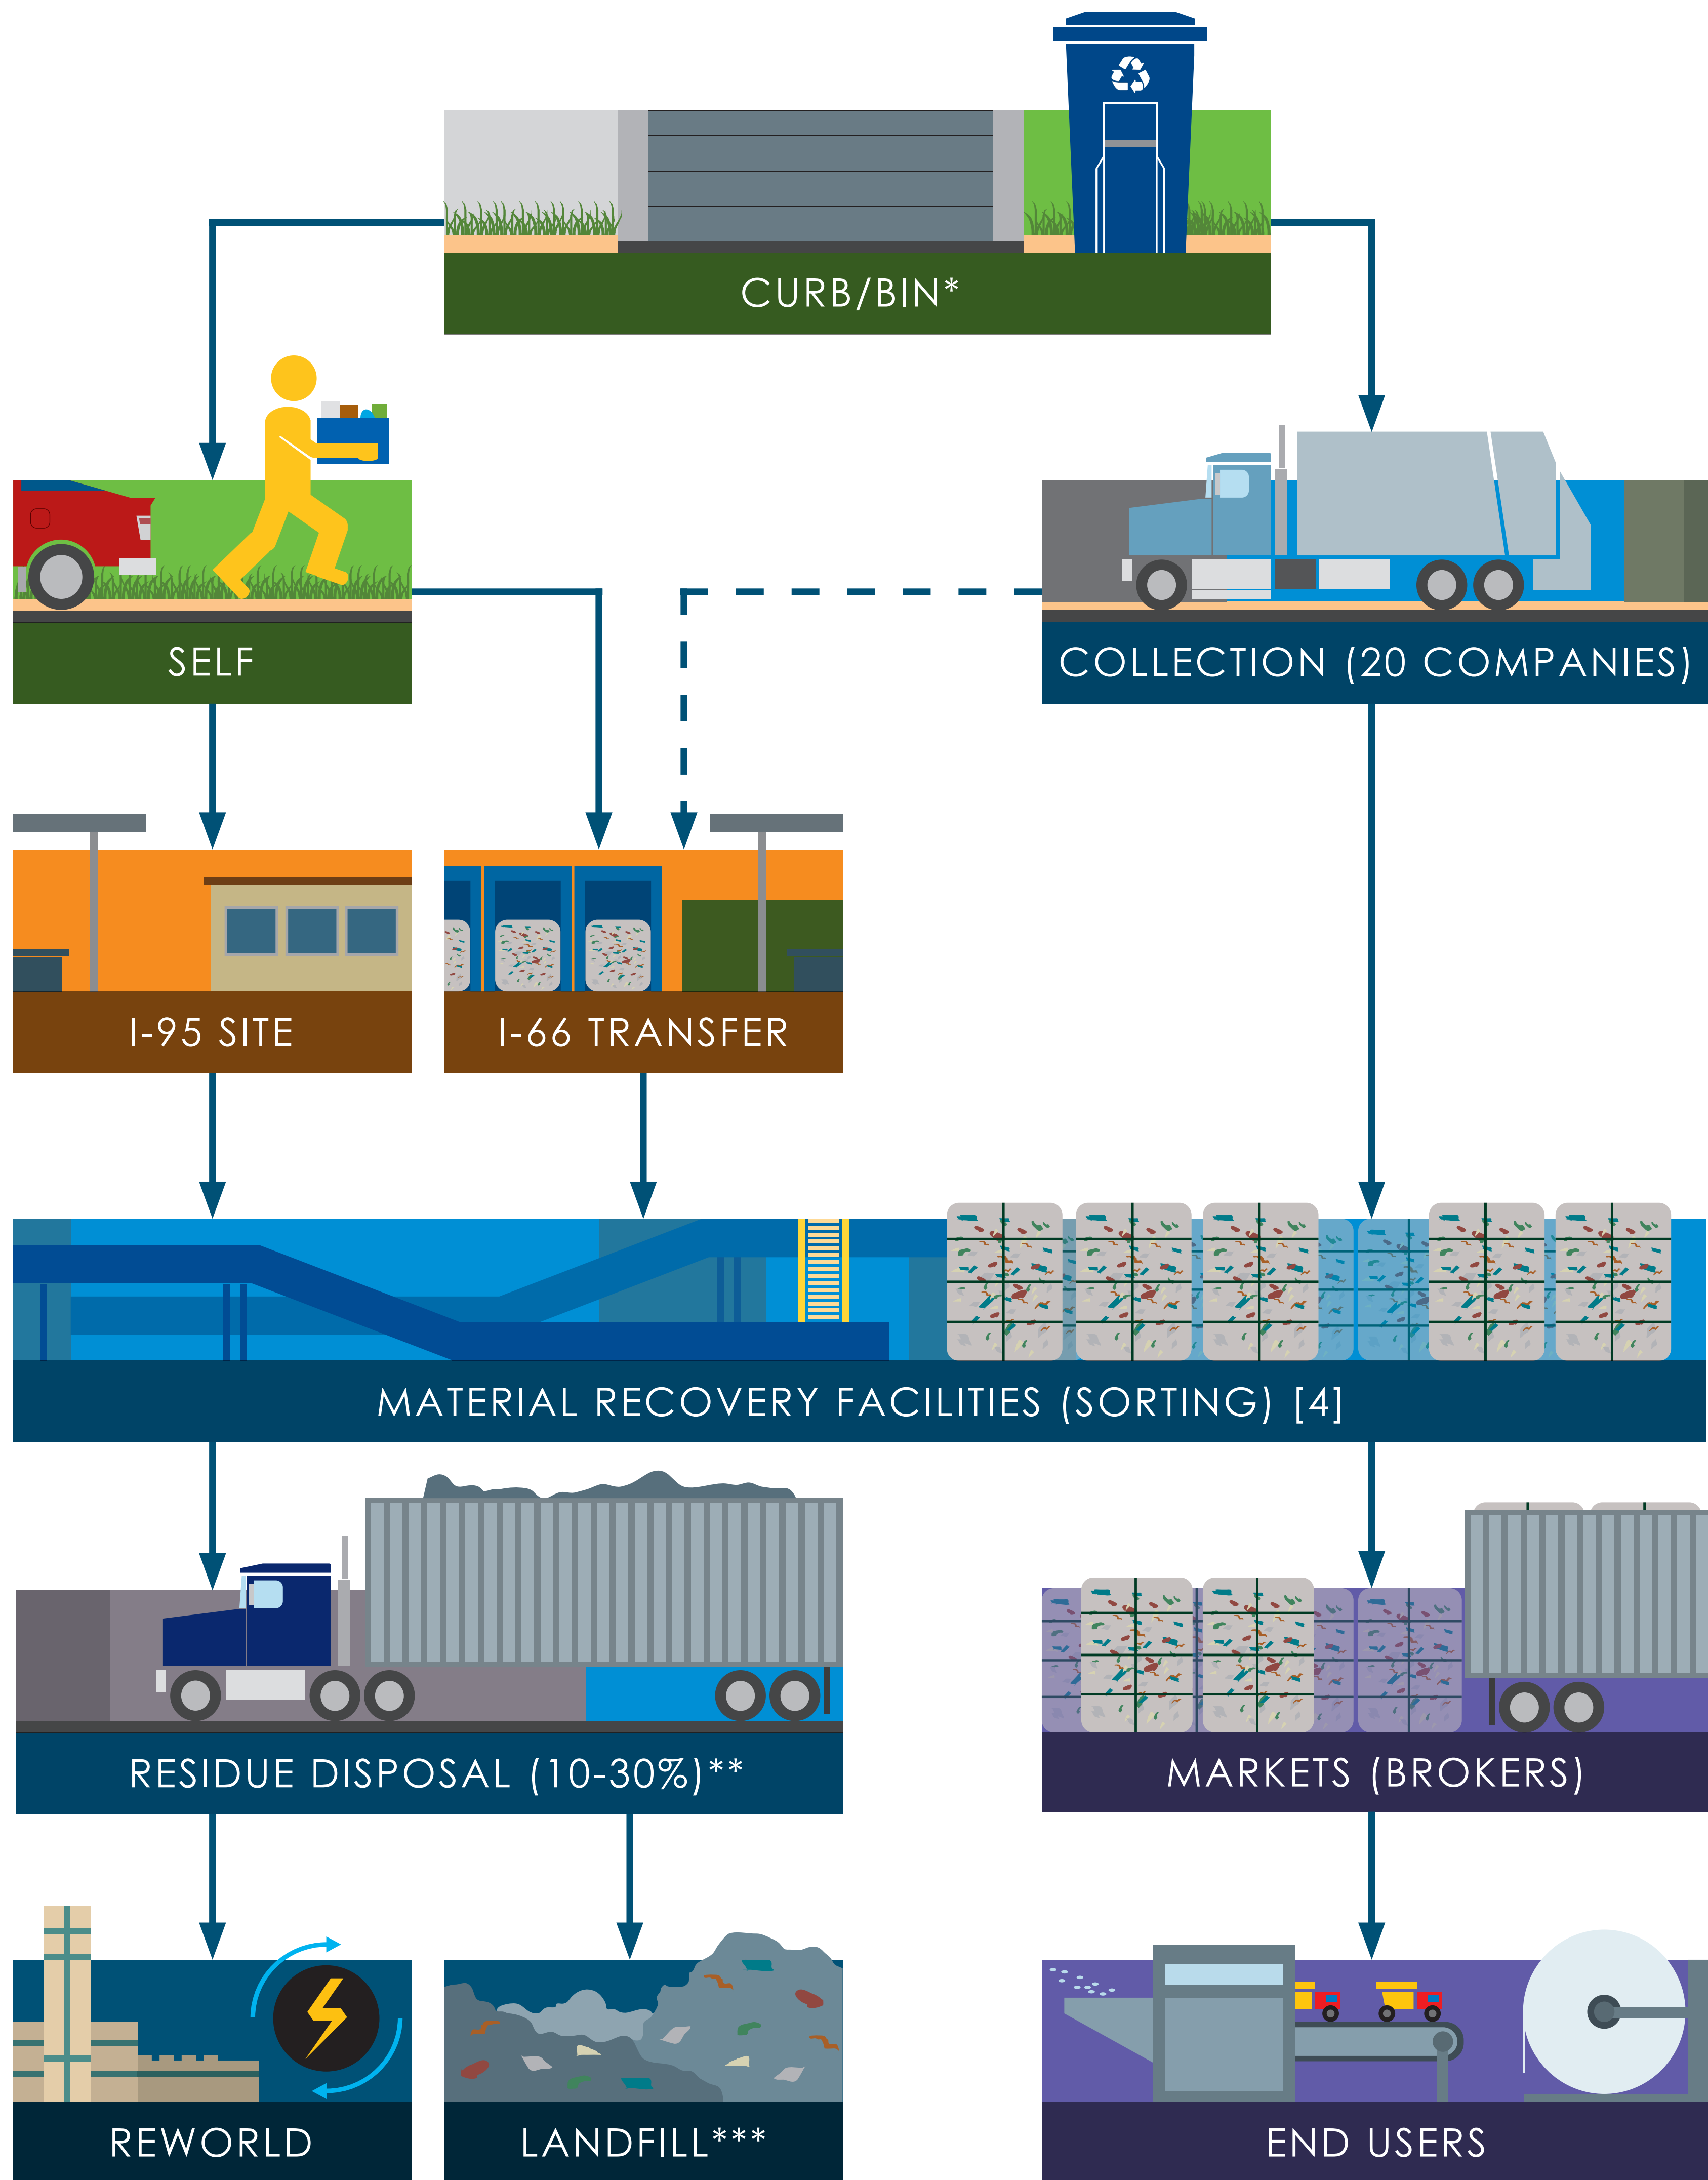 CURB/BIN*
SELF
COLLECTION (20 COMPANIES)
I-95 SITE
I-66 TRANSFER
MATERIAL RECOVERY FACILITIES (SORTING) [4]
RESIDUE DISPOSAL (10-30%)**
MARKETS (BROKERS)
REWORLD
LANDFILL***
END USERS